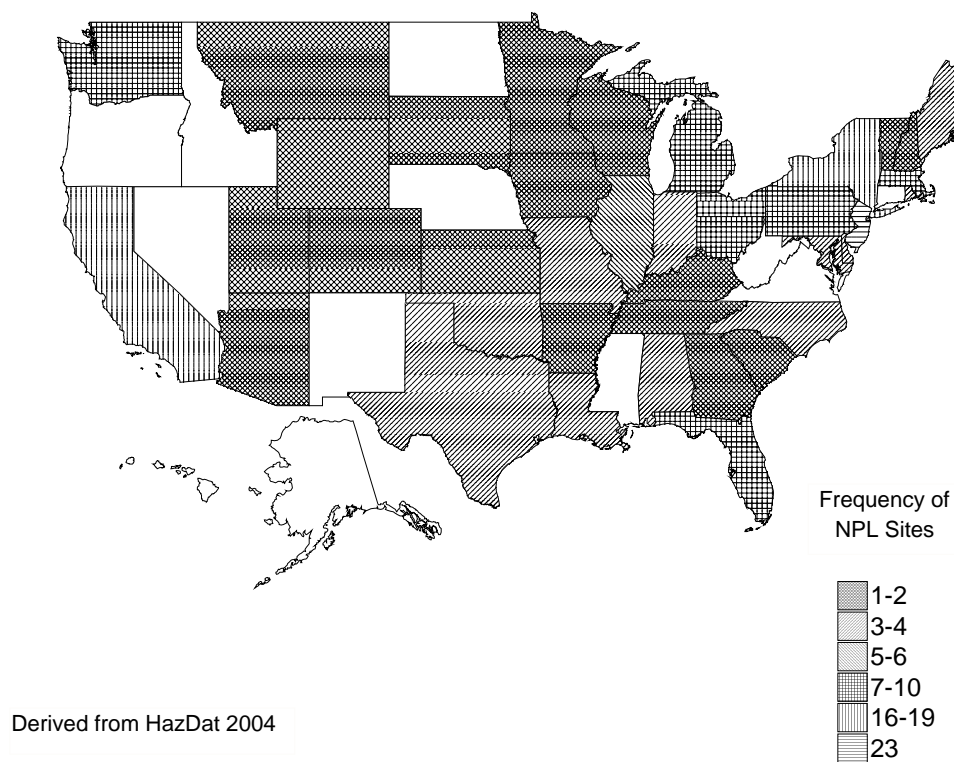 Frequency of
NPL Sites
1-2
3-4
5-6
7-10
16-19
23
Derived from HazDat 2004